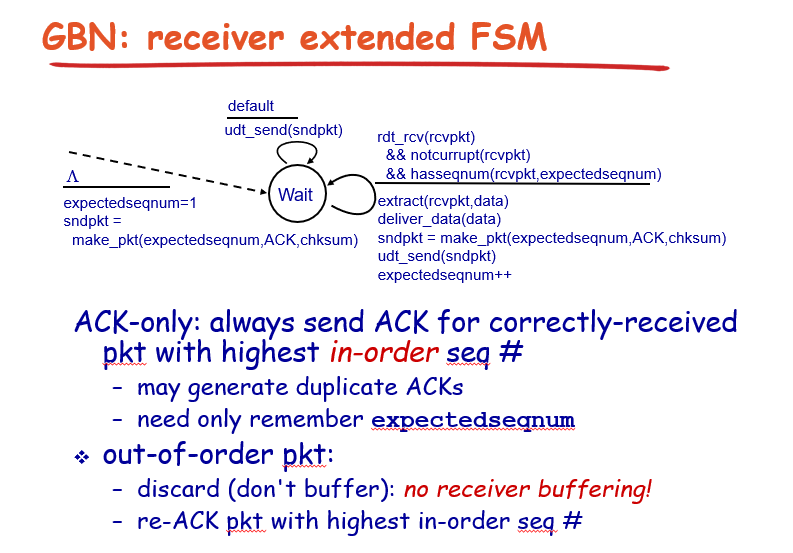 GBN: receiver extended FSM
default
udt_send(sndpkt)
rdt_rcv(rcvpkt)
&& notcurrupt(rcvpkt)
&& hasseqnum(rcvpkt,expectedseqnum)
Λ
Wait
expectedseqnum=1
sndpkt =
make_pkt(expectedseqnum,ACK,chksum)
extract(rcvpkt,data)
deliver_data(data)
sndpkt = make_pkt(expectedseqnum,ACK,chksum)
udt_send(sndpkt)
expectedseqnum++
ACK-only: always send ACK for correctly-received
pkt with highest in-order seq #
– may generate duplicate ACKs
– need only remember expectedseqnum
❖ out-of-order pkt:
– discard (don't buffer): no receiver buffering!
– re-ACK pkt with highest in-order seq #